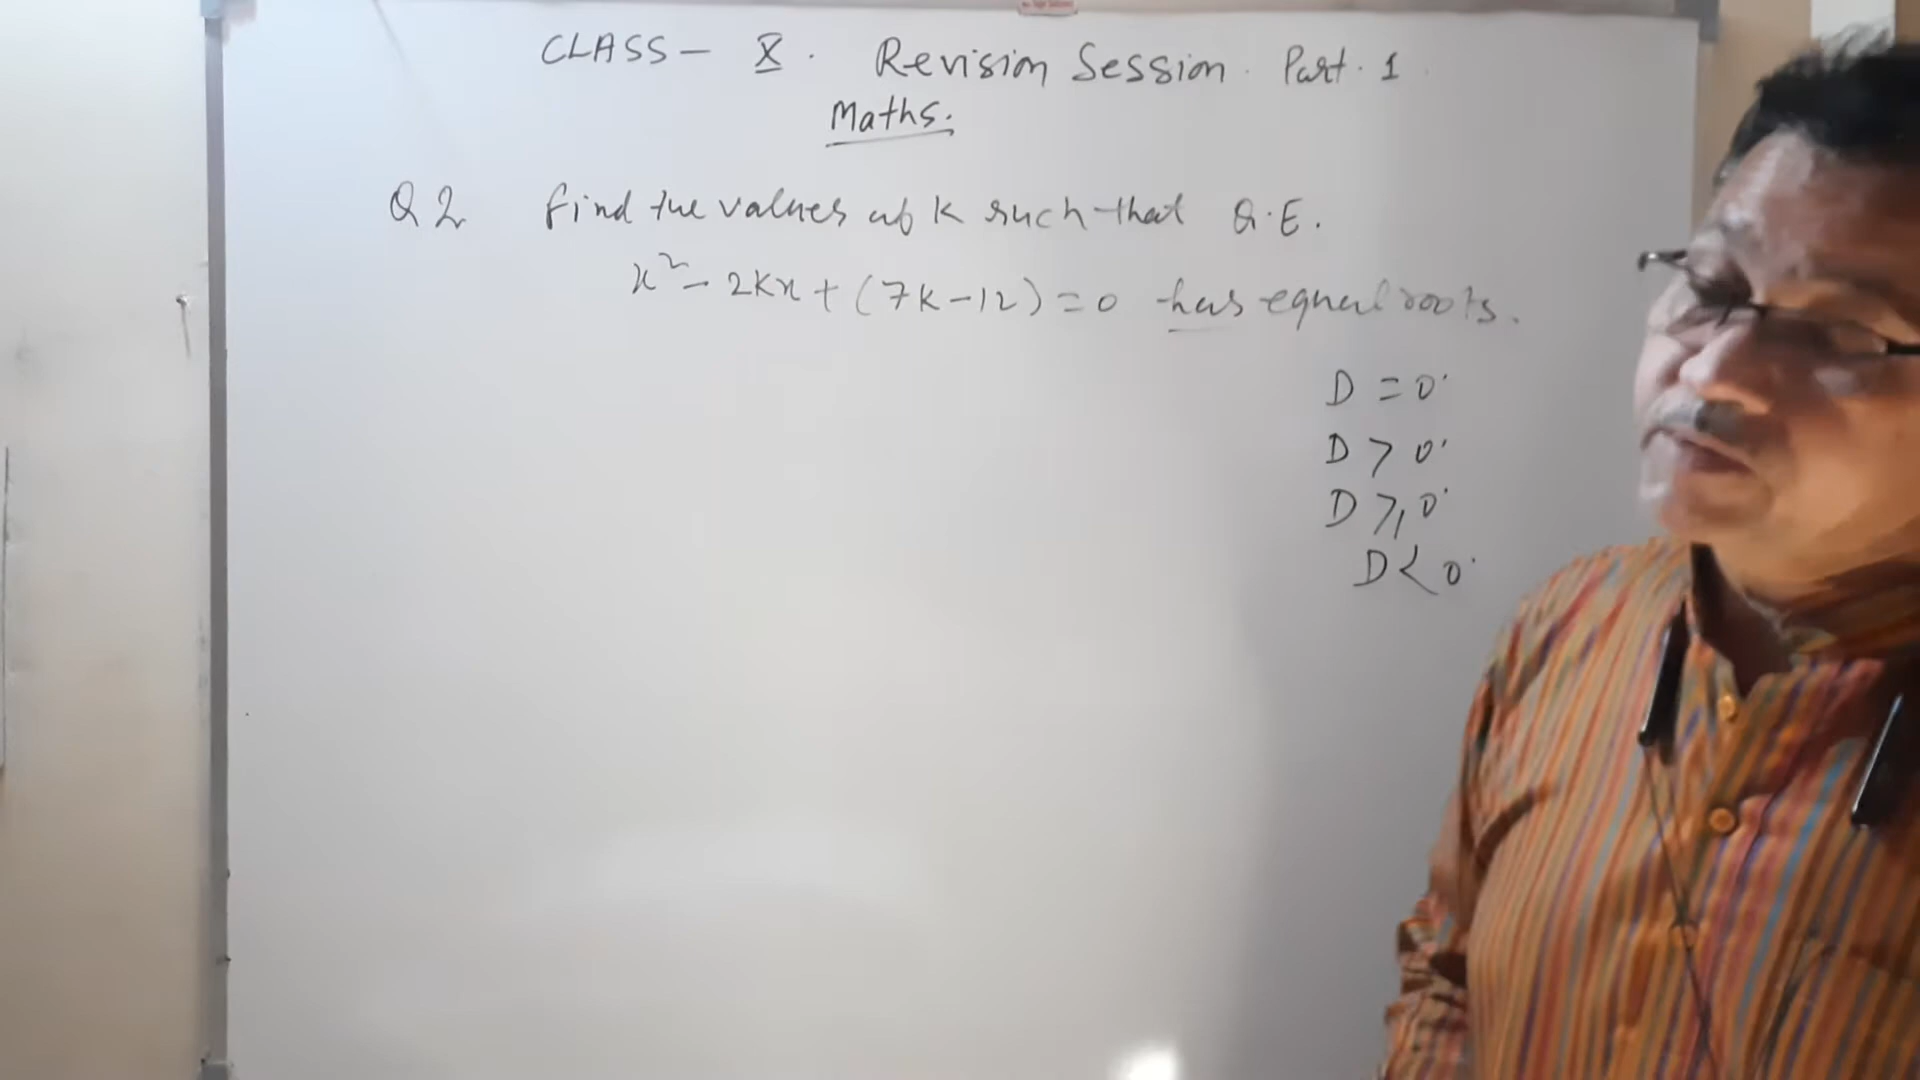 CLASS - X. Revision Session. Part. 1
Maths.
Q2 find the values of K such that Q.E.
x² - 2Kx + (7K-12) = 0 has equal roots.
D = 0
D > 0
D ≥ 0
D < 0